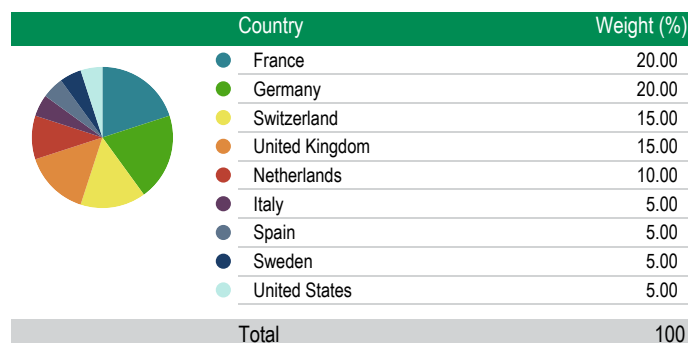 Country Weight (%)
France 20.00
Germany 20.00
Switzerland 15.00
United Kingdom 15.00
Netherlands 10.00
Italy 5.00
Spain 5.00
Sweden 5.00
United States 5.00
Total 100